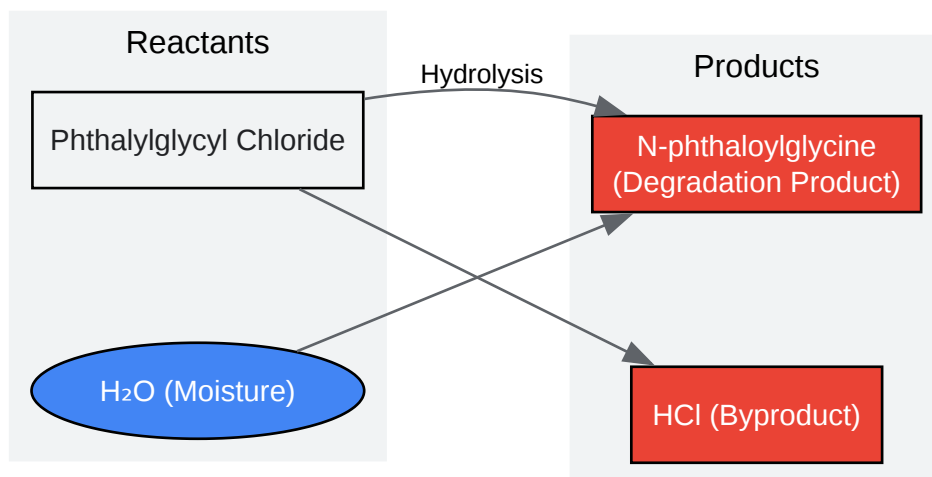 Reactants
Phthalylglycyl Chloride
H₂O (Moisture)
Hydrolysis
Products
N-phthaloylglycine
(Degradation Product)
HCl (Byproduct)